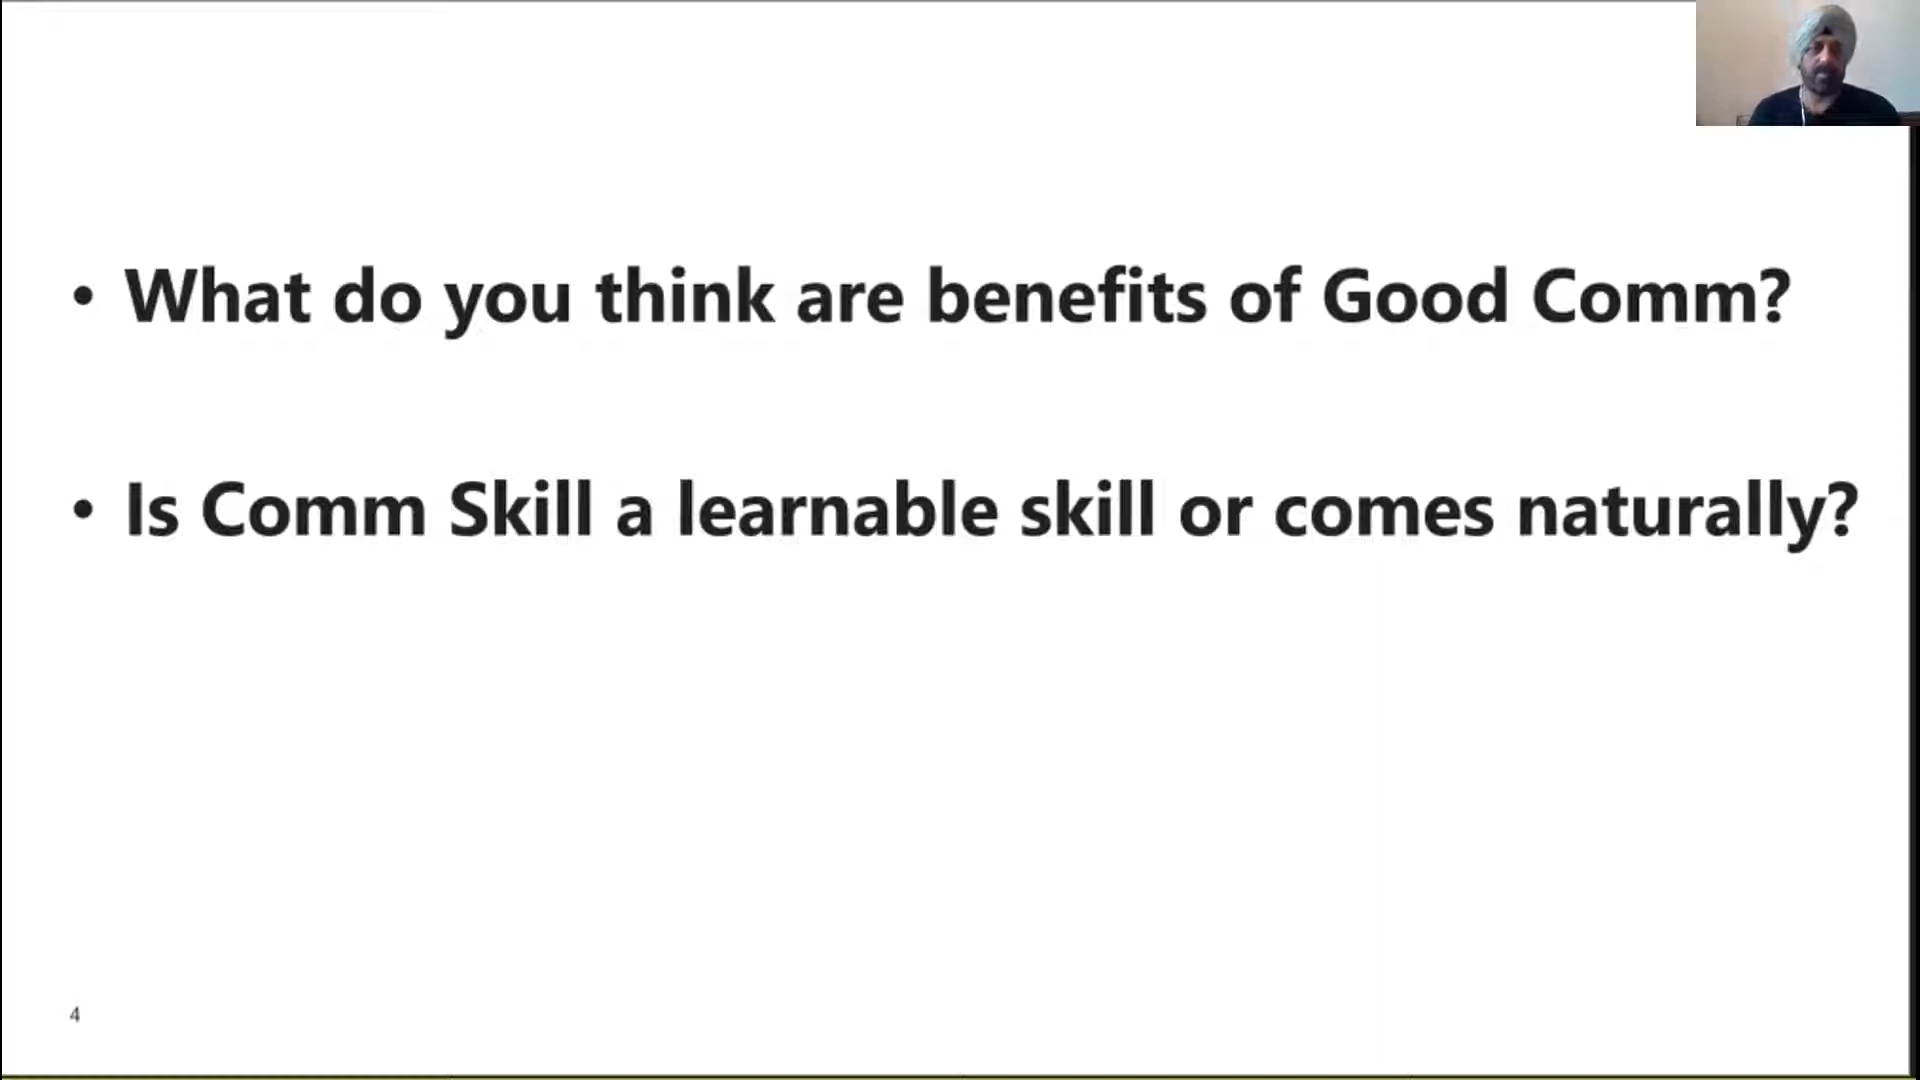 • What do you think are benefits of Good Comm?
• Is Comm Skill a learnable skill or comes naturally?
4